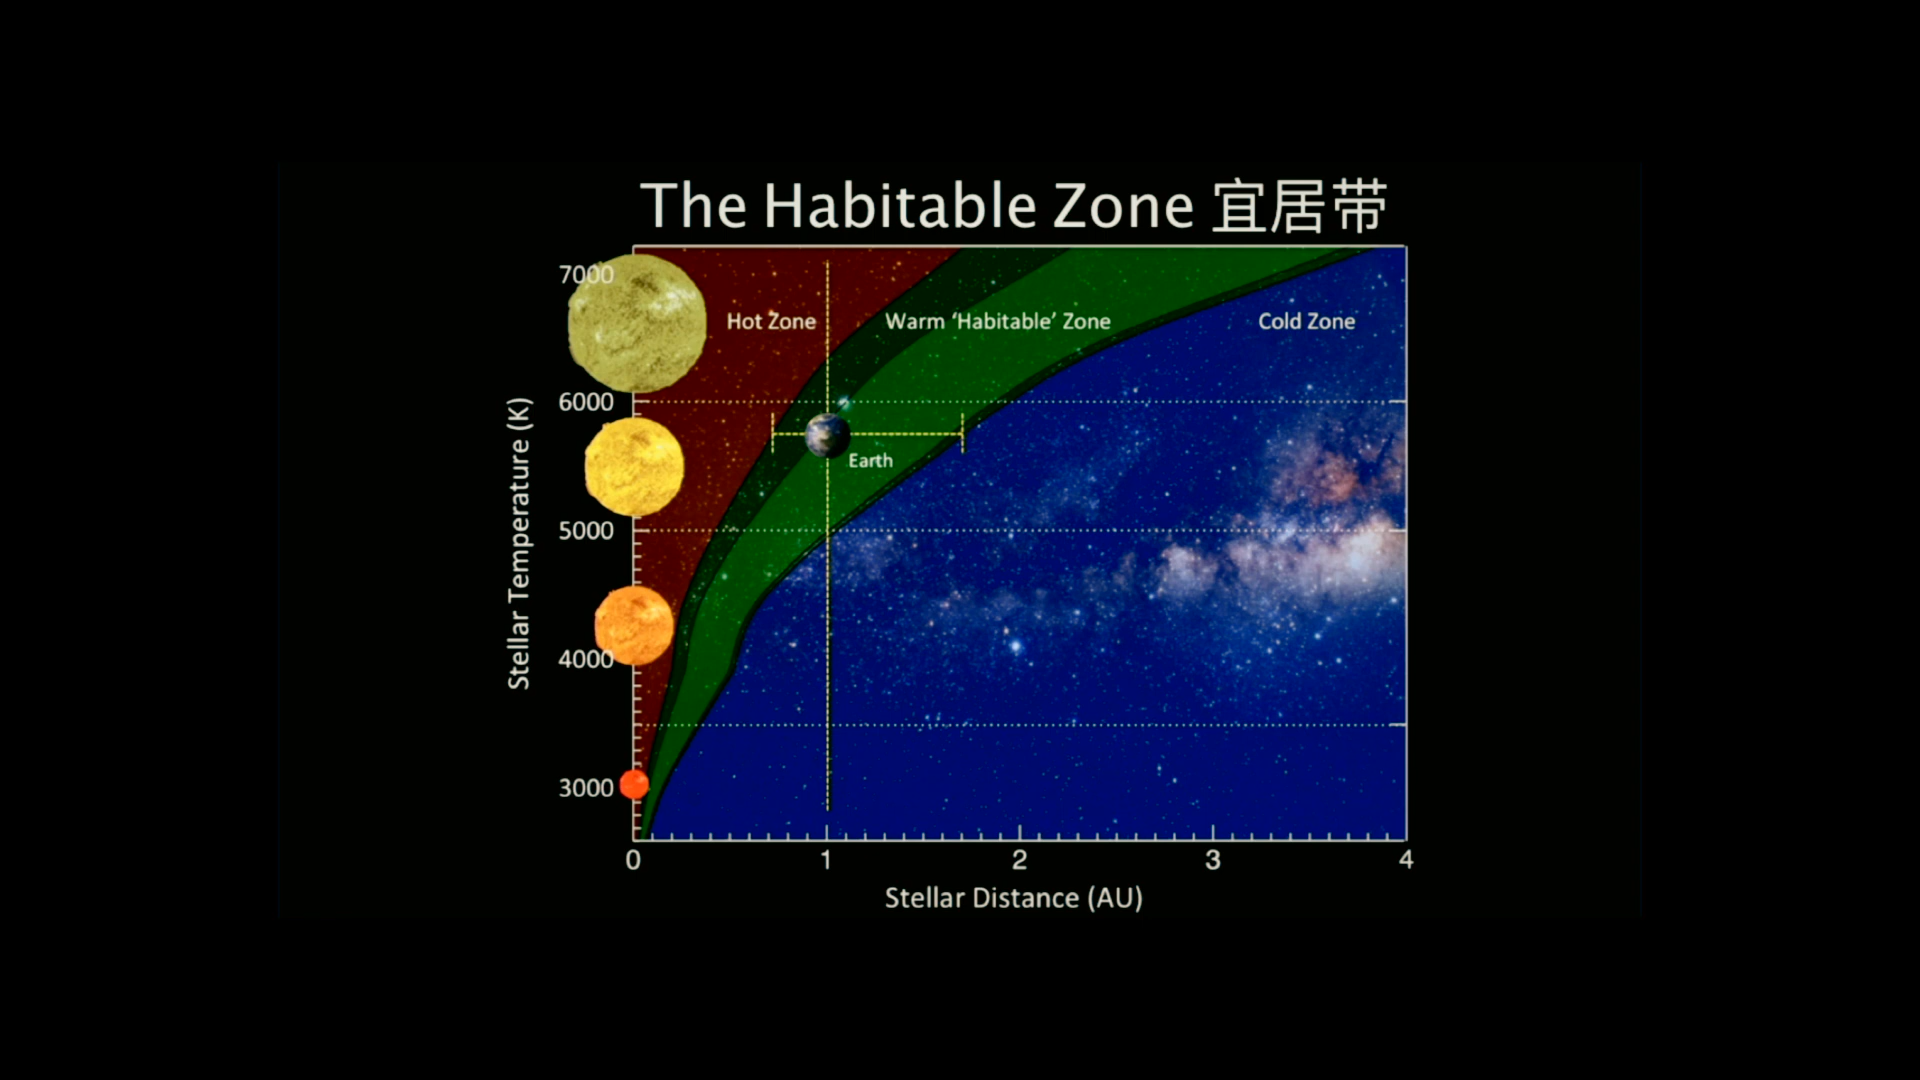 The Habitable Zone 宜居带
7000
Hot Zone
Warm ‘Habitable’ Zone
Cold Zone
6000
Earth
5000
4000
3000
Stellar Temperature (K)
0 1 2 3 4
Stellar Distance (AU)